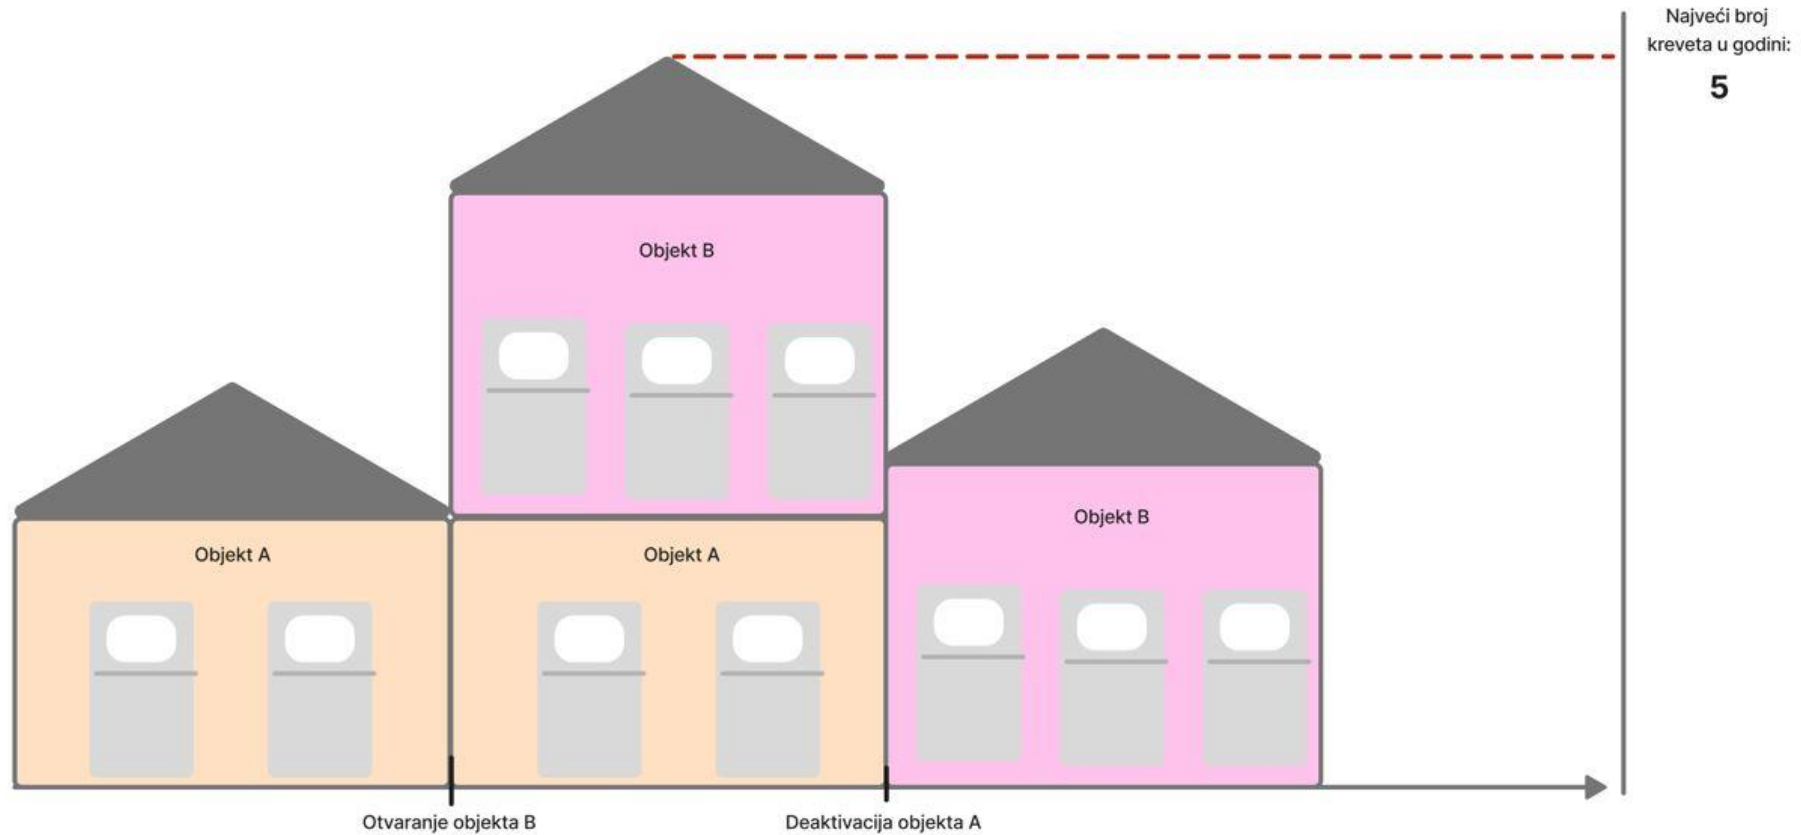 Najveći broj
kreveta u godini:
5
Objekt B
Objekt A
Objekt A
Objekt B
Otvaranje objekta B
Deaktivacija objekta A